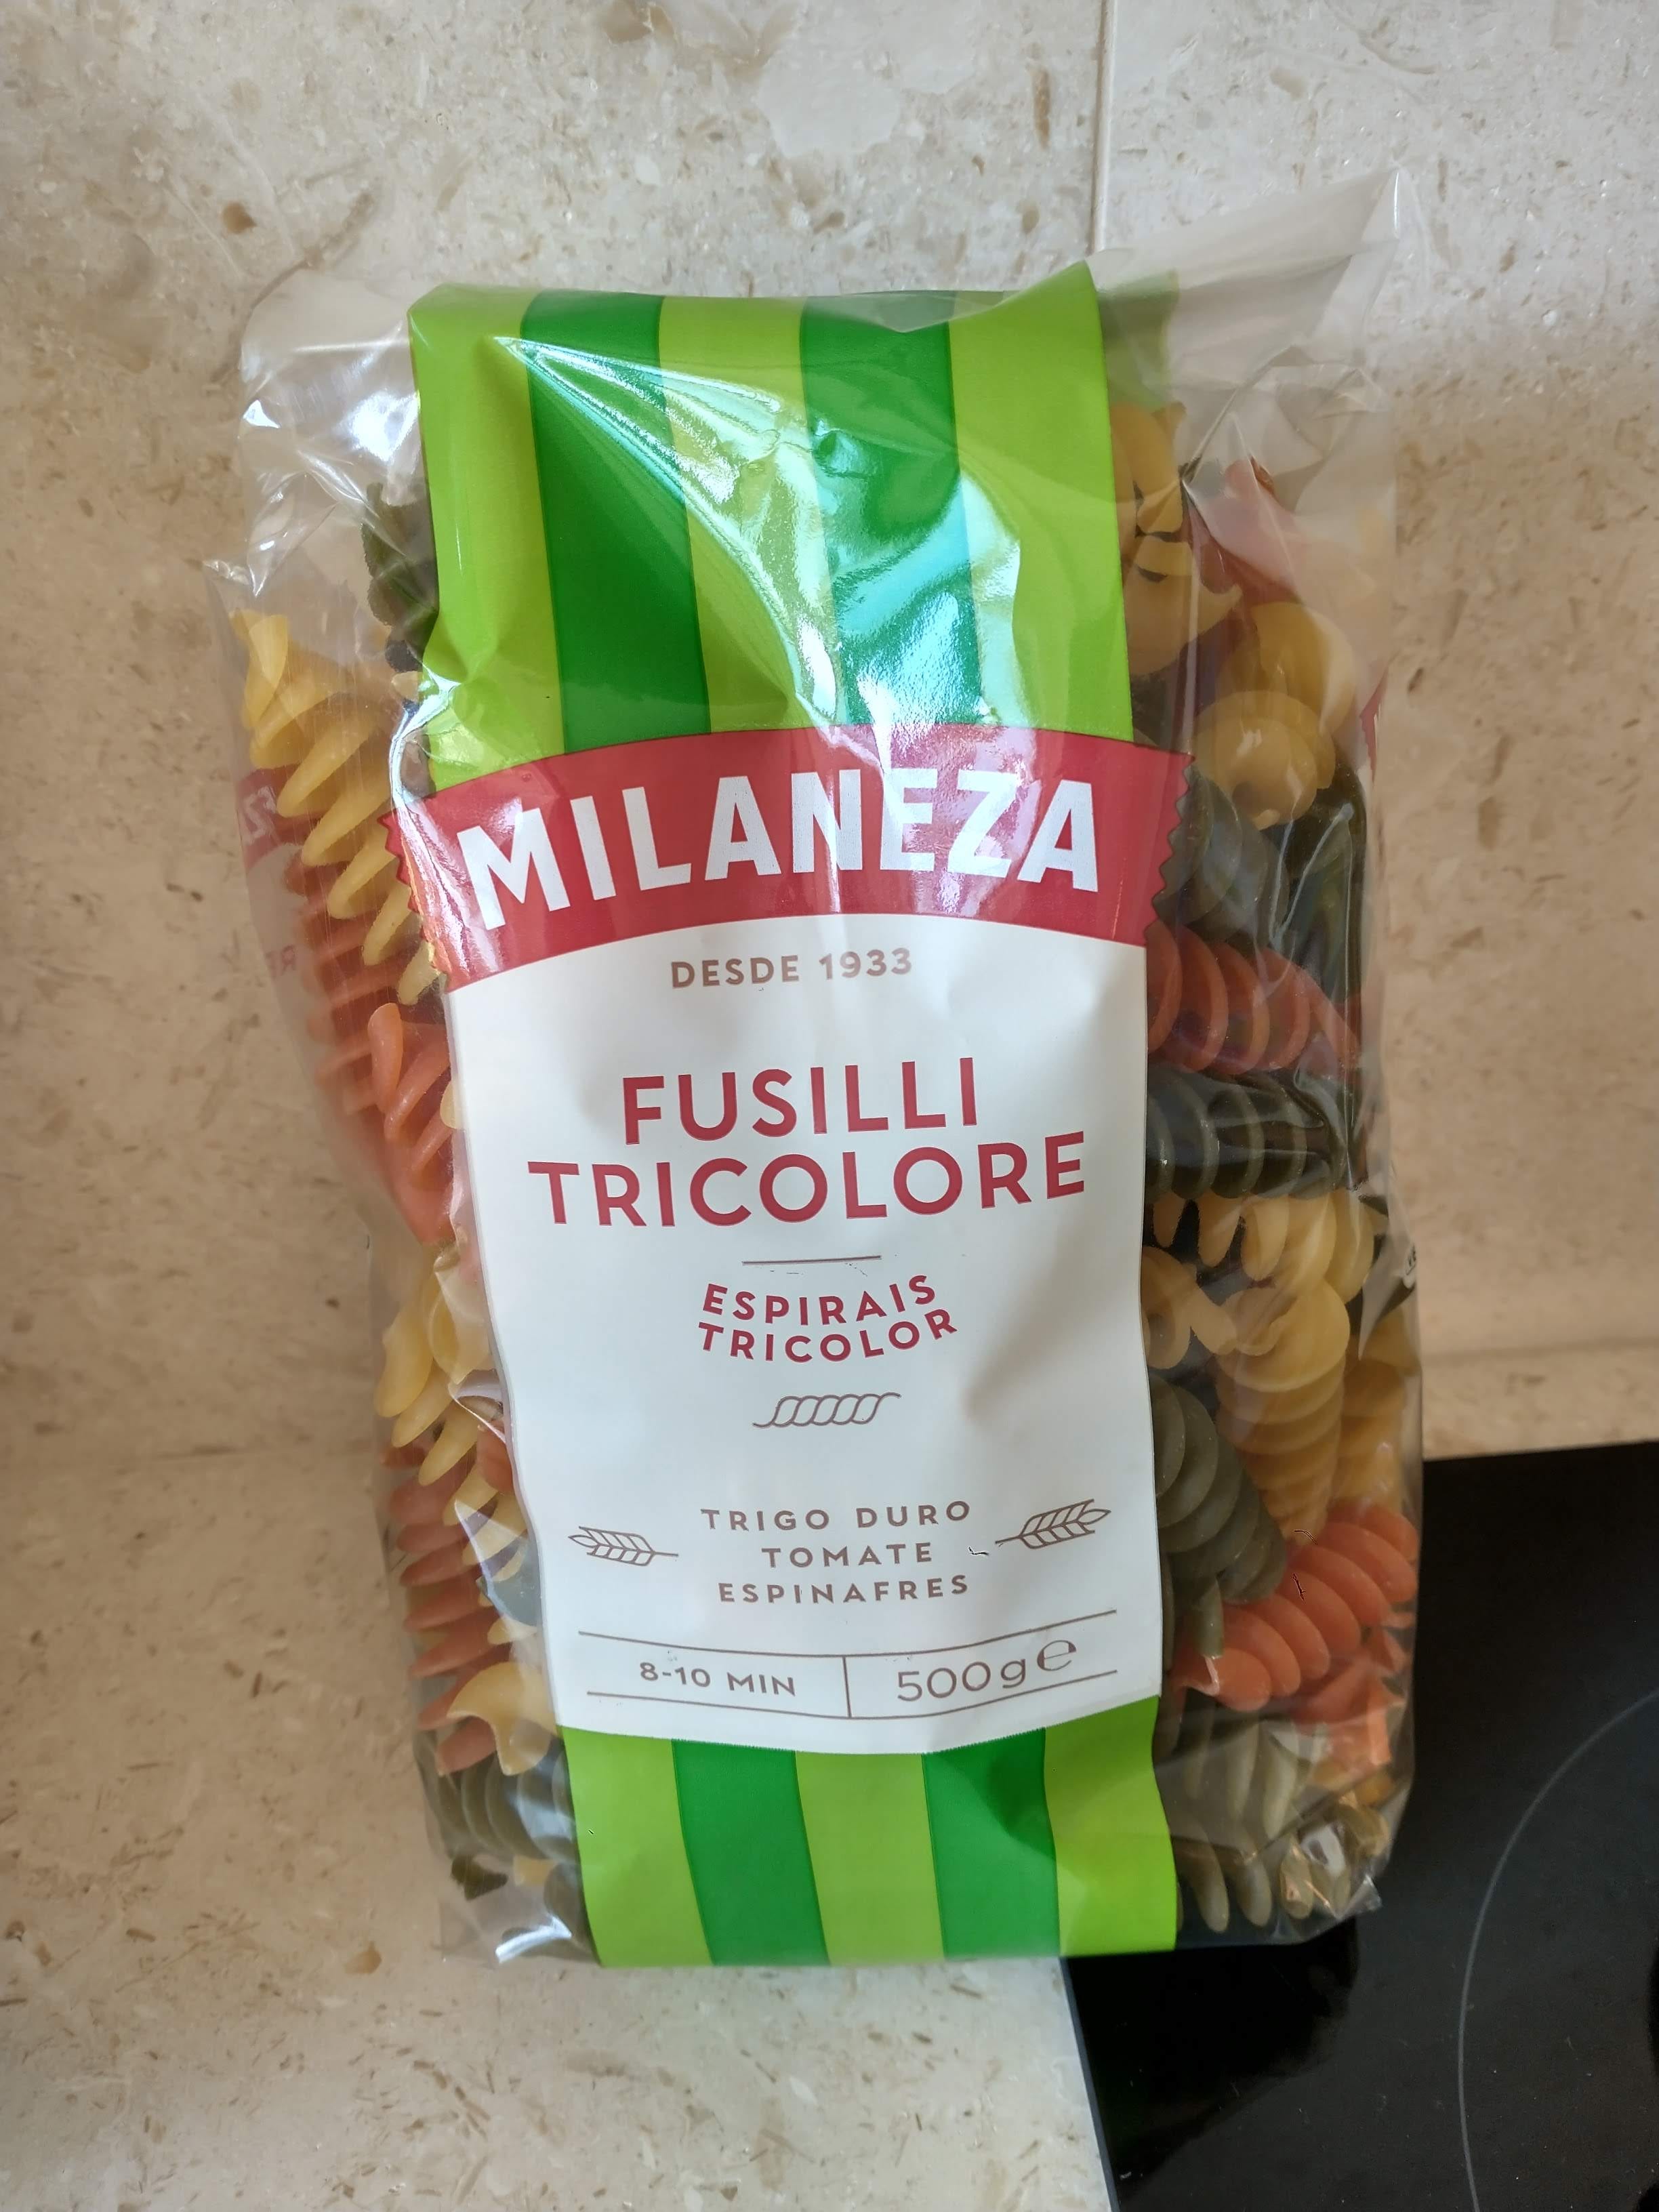 MILANEZA
DESDE 1933
FUSILLI
TRICOLORE
ESPIRAIS
TRICOLOR
TRIGO DURO
TOMATE
ESPINAFRES
8-10 MIN
500g℮